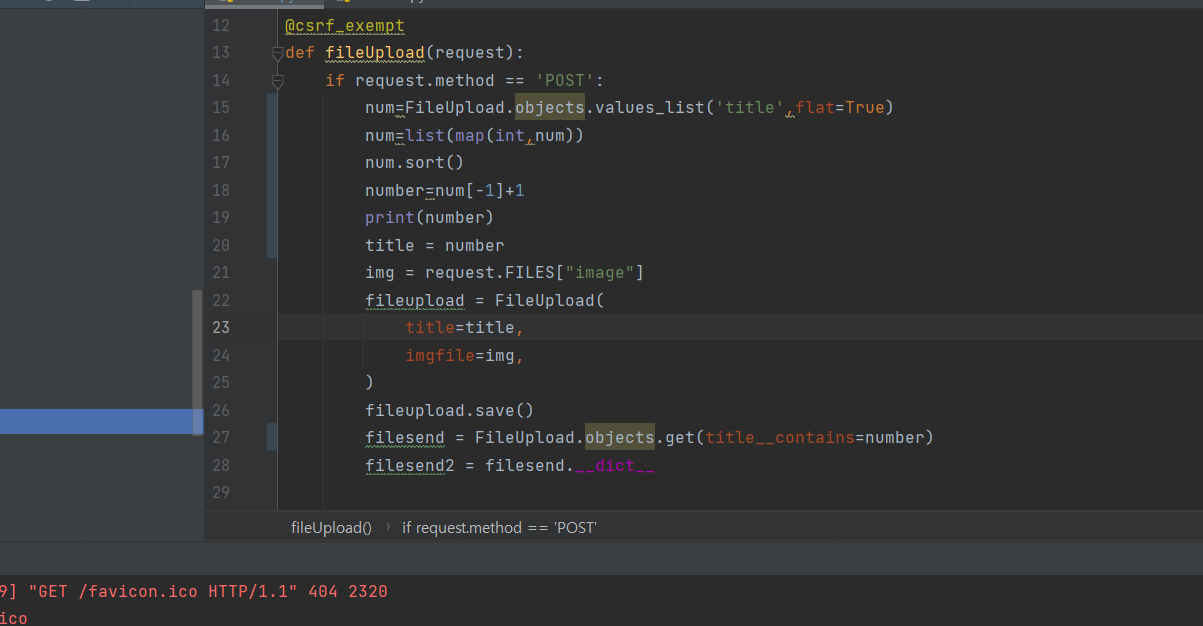 12 @csrf_exempt
13 def fileUpload(request):
14 if request.method == 'POST':
15 num=FileUpload.objects.values_list('title',flat=True)
16 num=list(map(int,num))
17 num.sort()
18 number=num[-1]+1
19 print(number)
20 title = number
21 img = request.FILES["image"]
22 fileupload = FileUpload(
23 title=title,
24 imgfile=img,
25 )
26 fileupload.save()
27 filesend = FileUpload.objects.get(title__contains=number)
28 filesend2 = filesend.__dict__
29
fileUpload() › if request.method == 'POST'
9] "GET /favicon.ico HTTP/1.1" 404 2320
ico